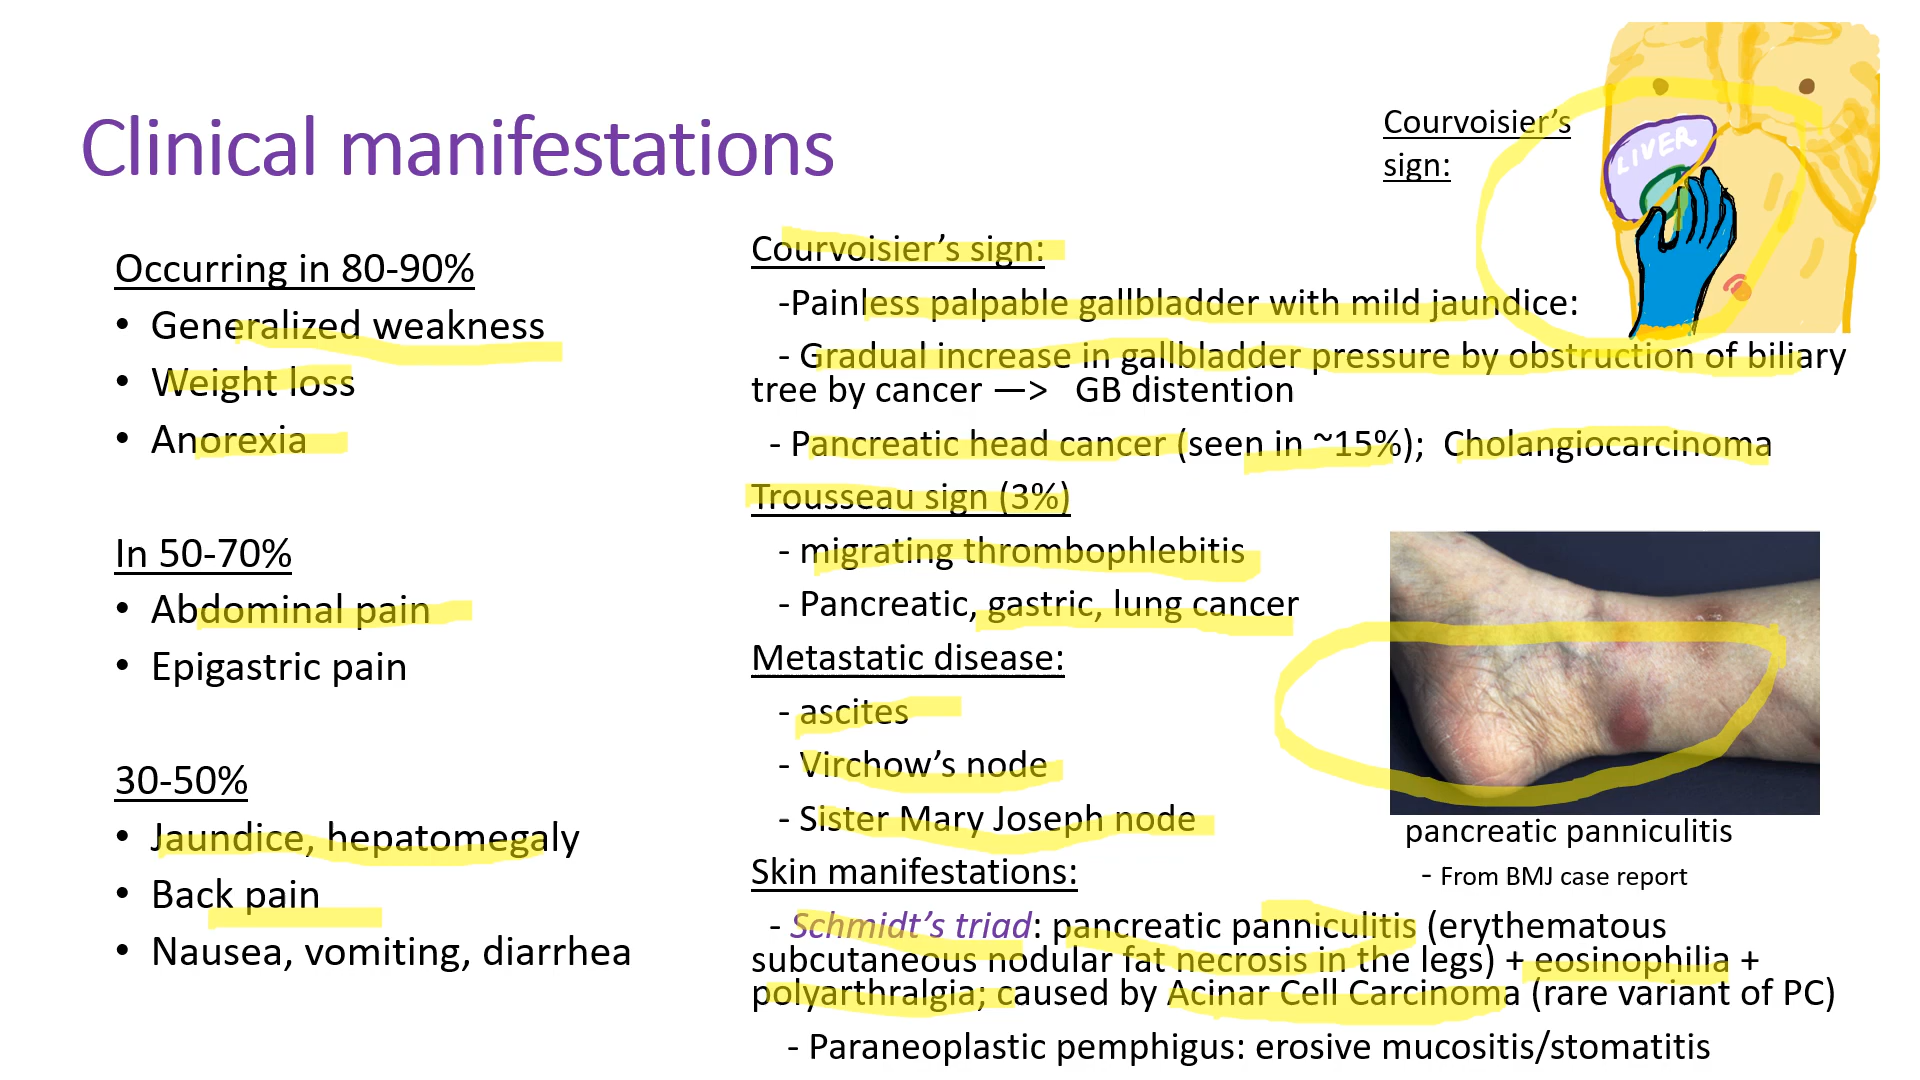 Clinical manifestations
Courvoisier’s
sign:
LIVER
Occurring in 80-90%
• Generalized weakness
• Weight loss
• Anorexia
In 50-70%
• Abdominal pain
• Epigastric pain
30-50%
• Jaundice, hepatomegaly
• Back pain
• Nausea, vomiting, diarrhea
Courvoisier’s sign:
-Painless palpable gallbladder with mild jaundice:
- Gradual increase in gallbladder pressure by obstruction of biliary
tree by cancer —> GB distention
- Pancreatic head cancer (seen in ~15%); Cholangiocarcinoma
Trousseau sign (3%)
- migrating thrombophlebitis
- Pancreatic, gastric, lung cancer
Metastatic disease:
- ascites
- Virchow’s node
- Sister Mary Joseph node
Skin manifestations:
- Schmidt’s triad: pancreatic panniculitis (erythematous
subcutaneous nodular fat necrosis in the legs) + eosinophilia +
polyarthralgia; caused by Acinar Cell Carcinoma (rare variant of PC)
- Paraneoplastic pemphigus: erosive mucositis/stomatitis
pancreatic panniculitis
- From BMJ case report